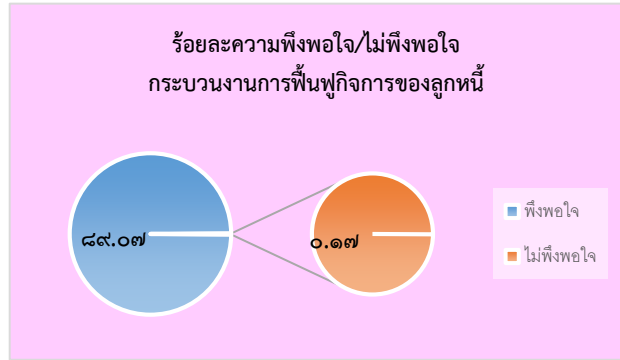 ร้อยละความพึงพอใจ/ไม่พึงพอใจ
กระบวนงานการฟื้นฟูกิจการของลูกหนี้
๘๙.๐๗
๐.๑๗
พึงพอใจ
ไม่พึงพอใจ